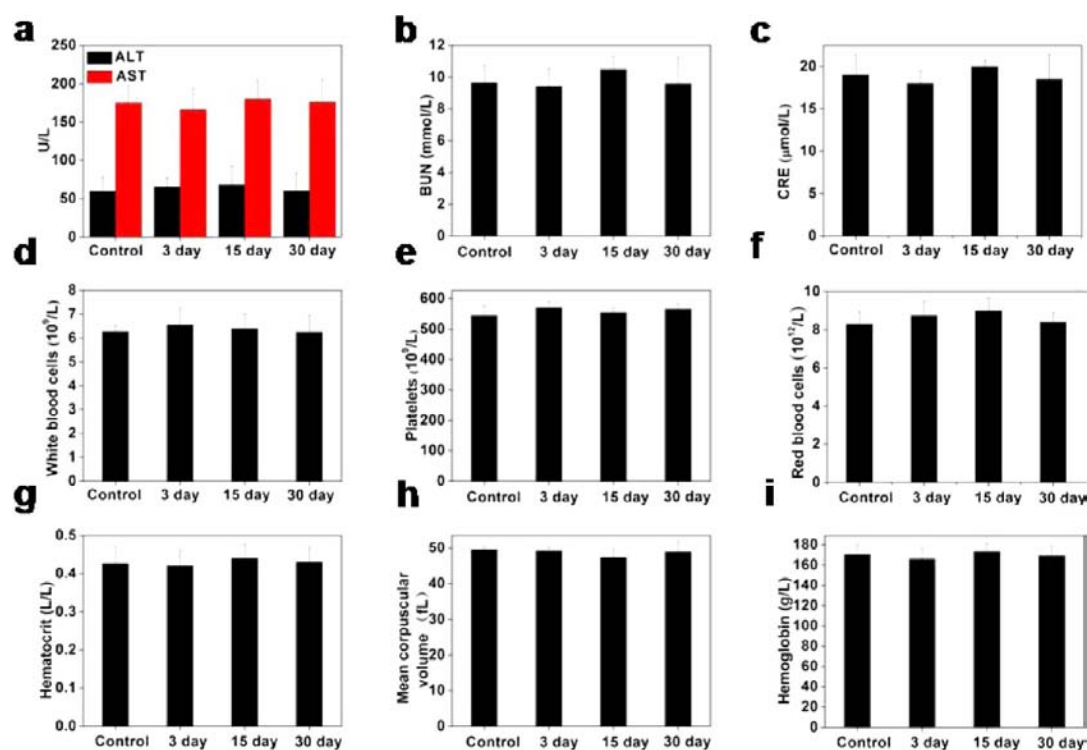 a
b
c
250
200
150
100
50
0
U/L
ALT
AST
Control 3 day 15 day 30 day
12
10
8
6
4
2
0
BUN (mmol/L)
Control 3 day 15 day 30 day
20
15
10
5
0
CRE (μmol/L)
Control 3 day 15 day 30 day
d
e
f
8
7
6
5
4
3
2
1
0
White blood cells (10⁹/L)
Control 3 day 15 day 30 day
600
500
400
300
200
100
0
Platelets (10⁹/L)
Control 3 day 15 day 30 day
10
8
6
4
2
0
Red blood cells (10¹²/L)
Control 3 day 15 day 30 day
g
h
i
0.5
0.4
0.3
0.2
0.1
0.0
Hematocrit (L/L)
Control 3 day 15 day 30 day
50
40
30
20
10
0
Mean corpuscular
volume (fL)
Control 3 day 15 day 30 day
180
160
140
120
100
80
60
40
20
0
Hemoglobin (g/L)
Control 3 day 15 day 30 day